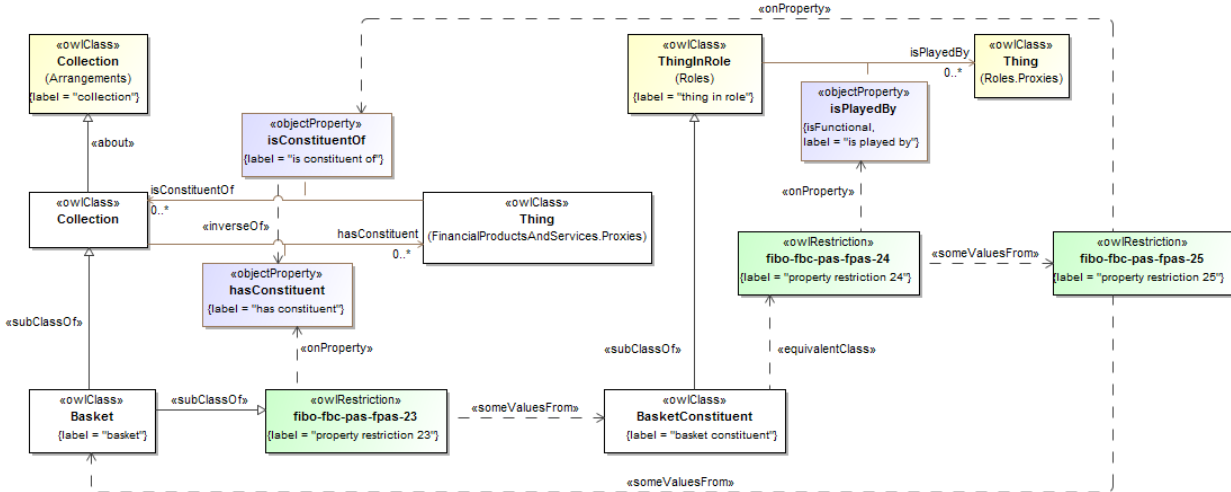 «onProperty»
«owlClass»
Collection
(Arrangements)
{label = "collection"}
«owlClass»
ThingInRole
(Roles)
{label = "thing in role"}
isPlayedBy
0..*
«owlClass»
Thing
(Roles.Proxies)
«objectProperty»
isPlayedBy
{isFunctional,
label = "is played by"}
«objectProperty»
isConstituentOf
{label = "is constituent of"}
«about»
«onProperty»
«owlClass»
Collection
isConstituentOf
0..*
«inverseOf»
hasConstituent
0..*
«owlClass»
Thing
(FinancialProductsAndServices.Proxies)
«objectProperty»
hasConstituent
{label = "has constituent"}
«owlRestriction»
fibo-fbc-pas-fpas-24
{label = "property restriction 24"}
«someValuesFrom»
«owlRestriction»
fibo-fbc-pas-fpas-25
{label = "property restriction 25"}
«subClassOf»
«onProperty»
«subClassOf»
«equivalentClass»
«owlClass»
Basket
{label = "basket"}
«subClassOf»
«owlRestriction»
fibo-fbc-pas-fpas-23
{label = "property restriction 23"}
«someValuesFrom»
«owlClass»
BasketConstituent
{label = "basket constituent"}
«someValuesFrom»